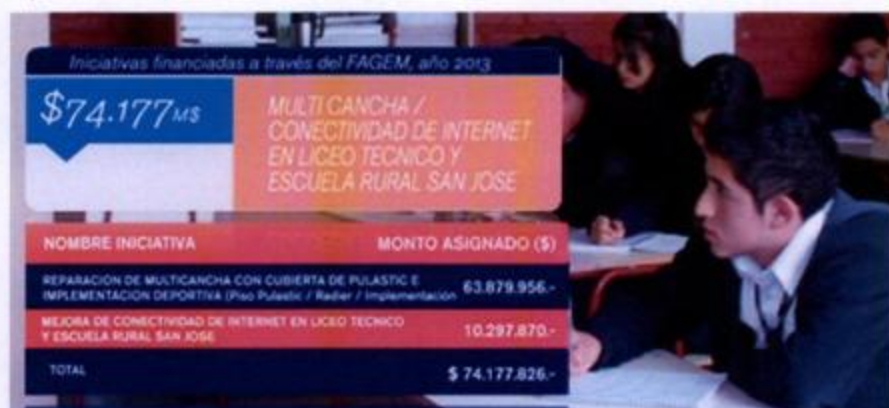 Iniciativas financiadas a través del FAGEM, año 2013
$74.177 M$
MULTI CANCHA /
CONECTIVIDAD DE INTERNET
EN LICEO TECNICO Y
ESCUELA RURAL SAN JOSE
NOMBRE INICIATIVA MONTO ASIGNADO ($)
REPARACIÓN DE MULTICANCHA CON CUBIERTA DE PULASTIC E
IMPLEMENTACION DEPORTIVA (Piso Pulastic / Radier / Implementación 63.879.956.-
MEJORA DE CONECTIVIDAD DE INTERNET EN LICEO TECNICO
Y ESCUELA RURAL SAN JOSE 10.297.870.-
TOTAL $ 74.177.826.-